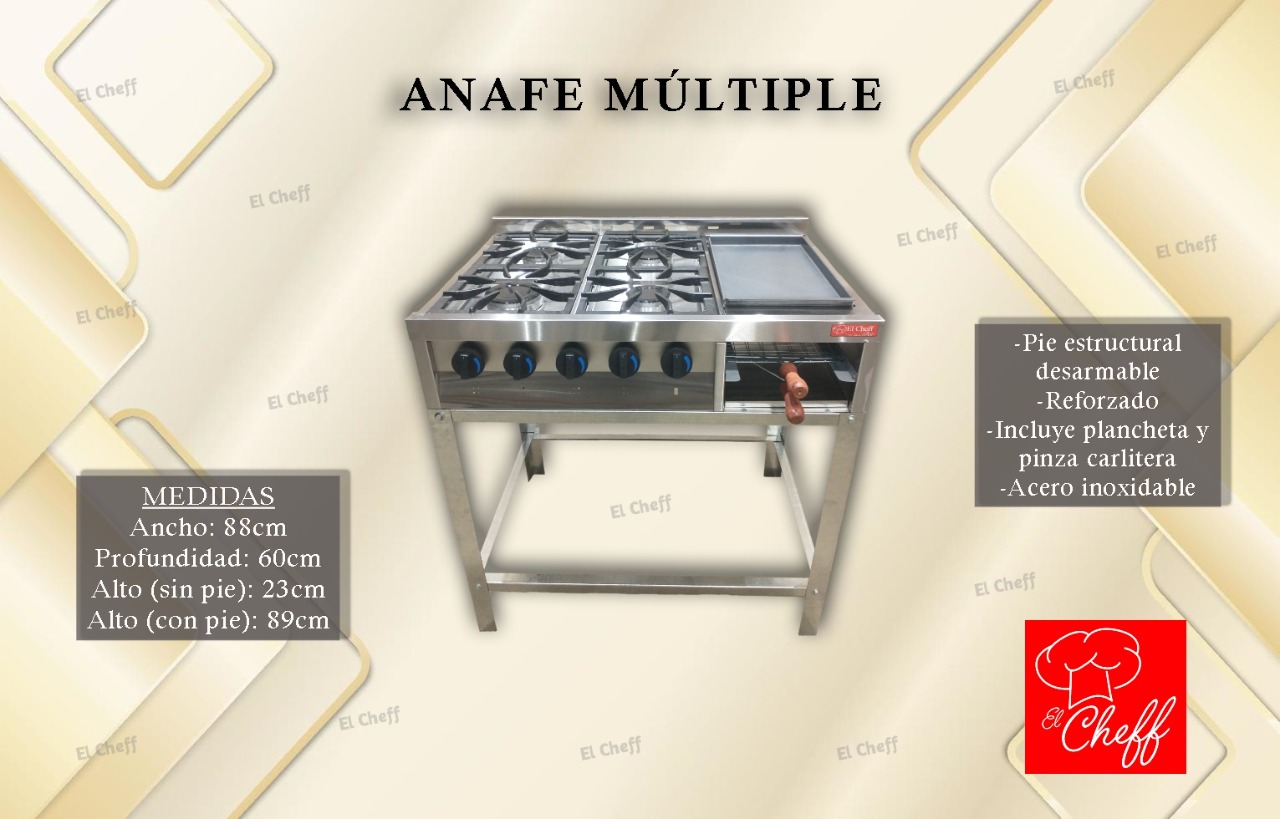 ANAFE MÚLTIPLE
El Cheff
El Cheff
El Cheff
El Cheff
El Cheff
El Cheff
El Cheff
-Pie estructural
desarmable
-Reforzado
-Incluye plancheta y
pinza carlitera
-Acero inoxidable
El Cheff
MEDIDAS
Ancho: 88cm
Profundidad: 60cm
Alto (sin pie): 23cm
Alto (con pie): 89cm
El Cheff
El Cheff
El Cheff
El Cheff
El Cheff
El Cheff
El Cheff